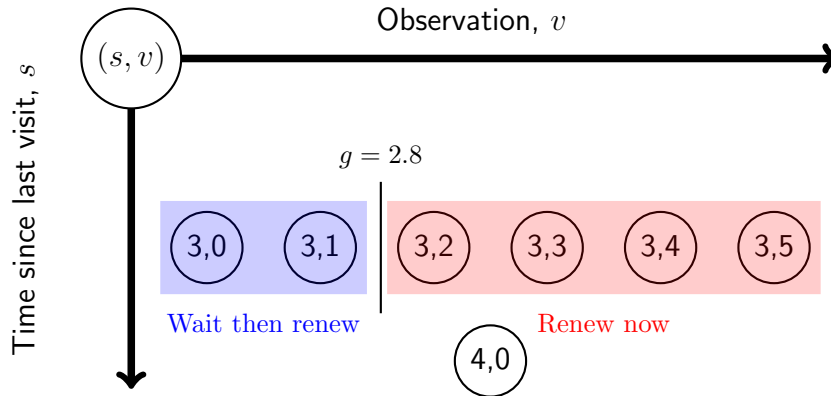 Observation, v
(s, v)
Time since last visit, s
g = 2.8
3,0 3,1 3,2 3,3 3,4 3,5
Wait then renew Renew now
4,0